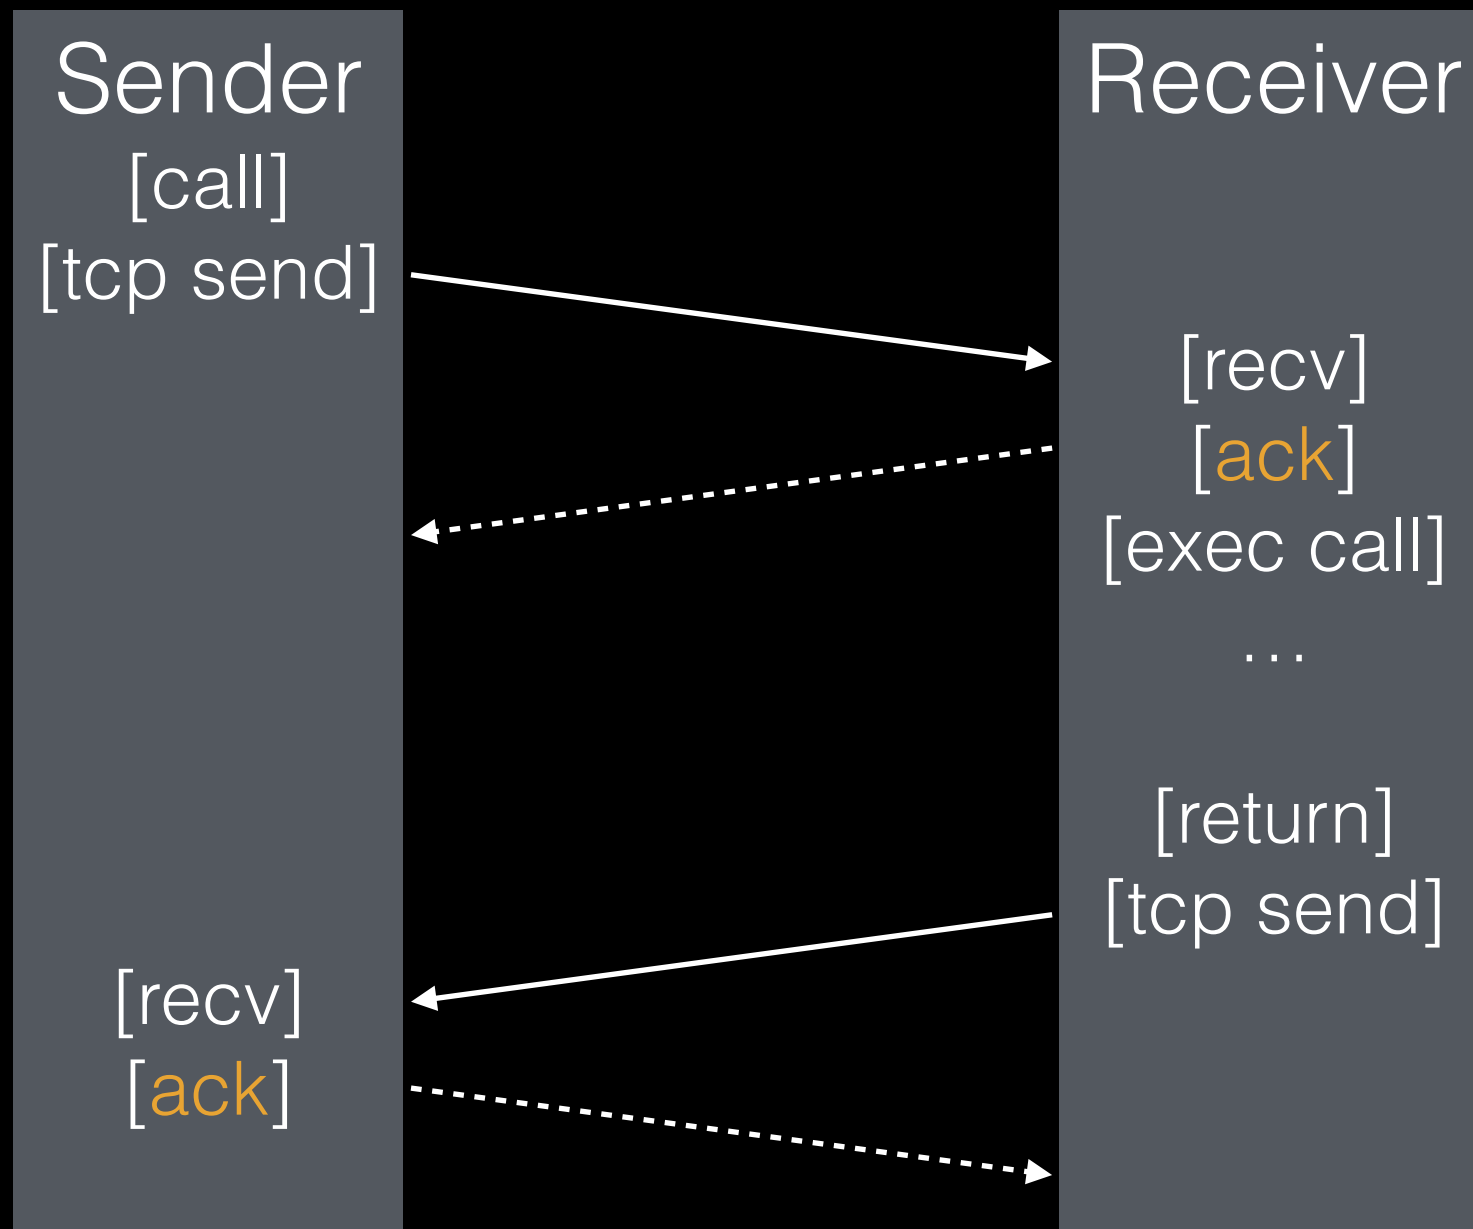 Sender
[call]
[tcp send]
[recv]
[ack]
Receiver
[recv]
[ack]
[exec call]
...
[return]
[tcp send]